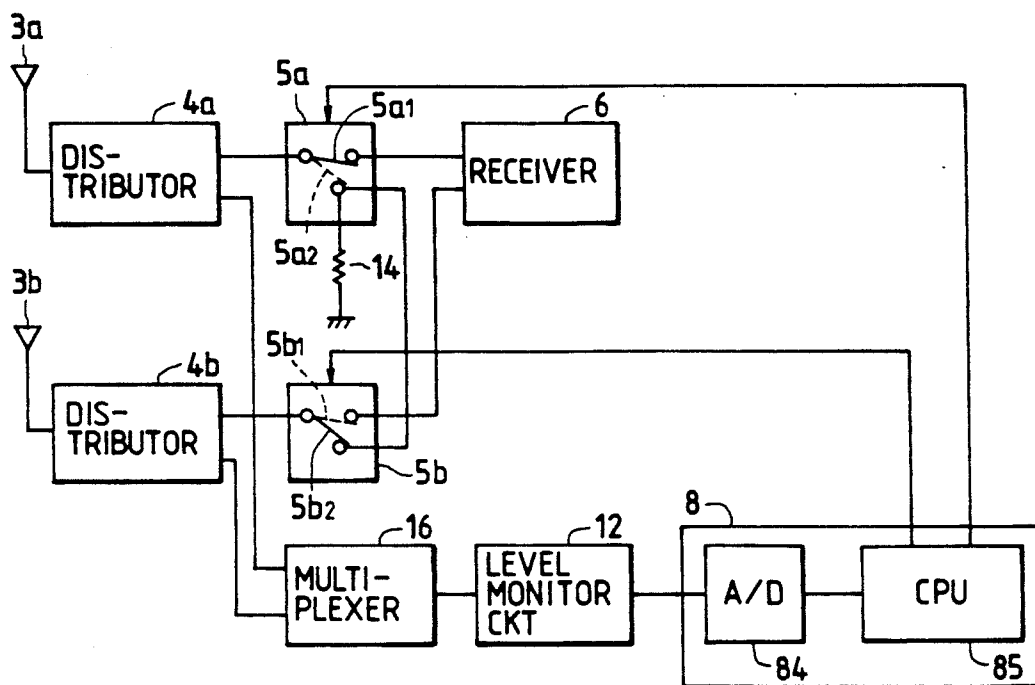 3a
4a
DIS-
TRIBUTOR
5a
5a1
5a2
14
6
RECEIVER
3b
4b
DIS-
TRIBUTOR
5b1
5b2
5b
16
MULTI-
PLEXER
12
LEVEL
MONITOR
CKT
8
A/D
84
CPU
85